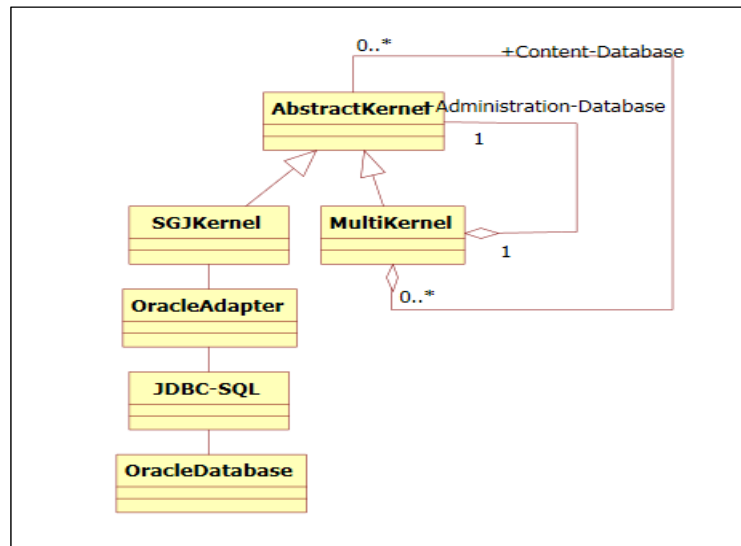 0..*
+Content-Database
AbstractKernel
+Administration-Database
1
SGJKernel
MultiKernel
1
OracleAdapter
0..*
JDBC-SQL
OracleDatabase